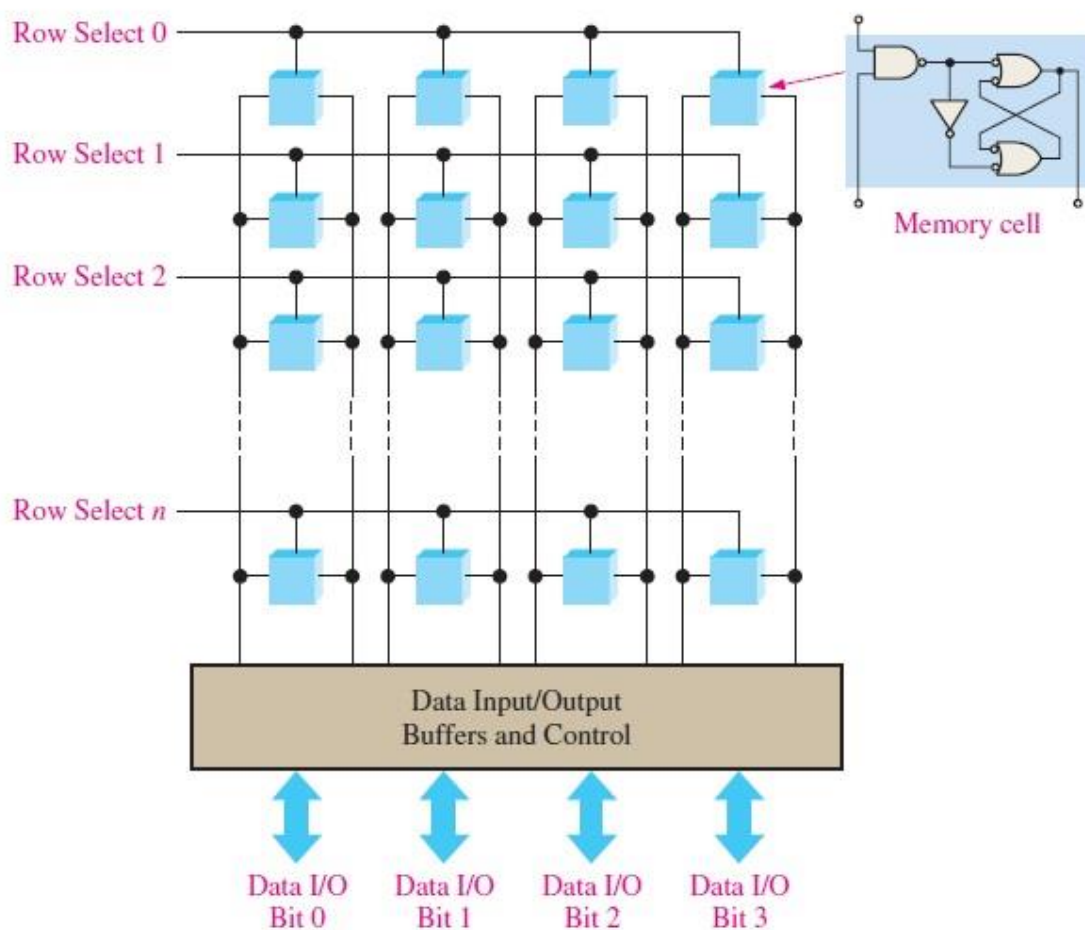 Row Select 0
Memory cell
Row Select 1
Row Select 2
Row Select n
Data Input/Output
Buffers and Control
Data I/O
Bit 0
Data I/O
Bit 1
Data I/O
Bit 2
Data I/O
Bit 3